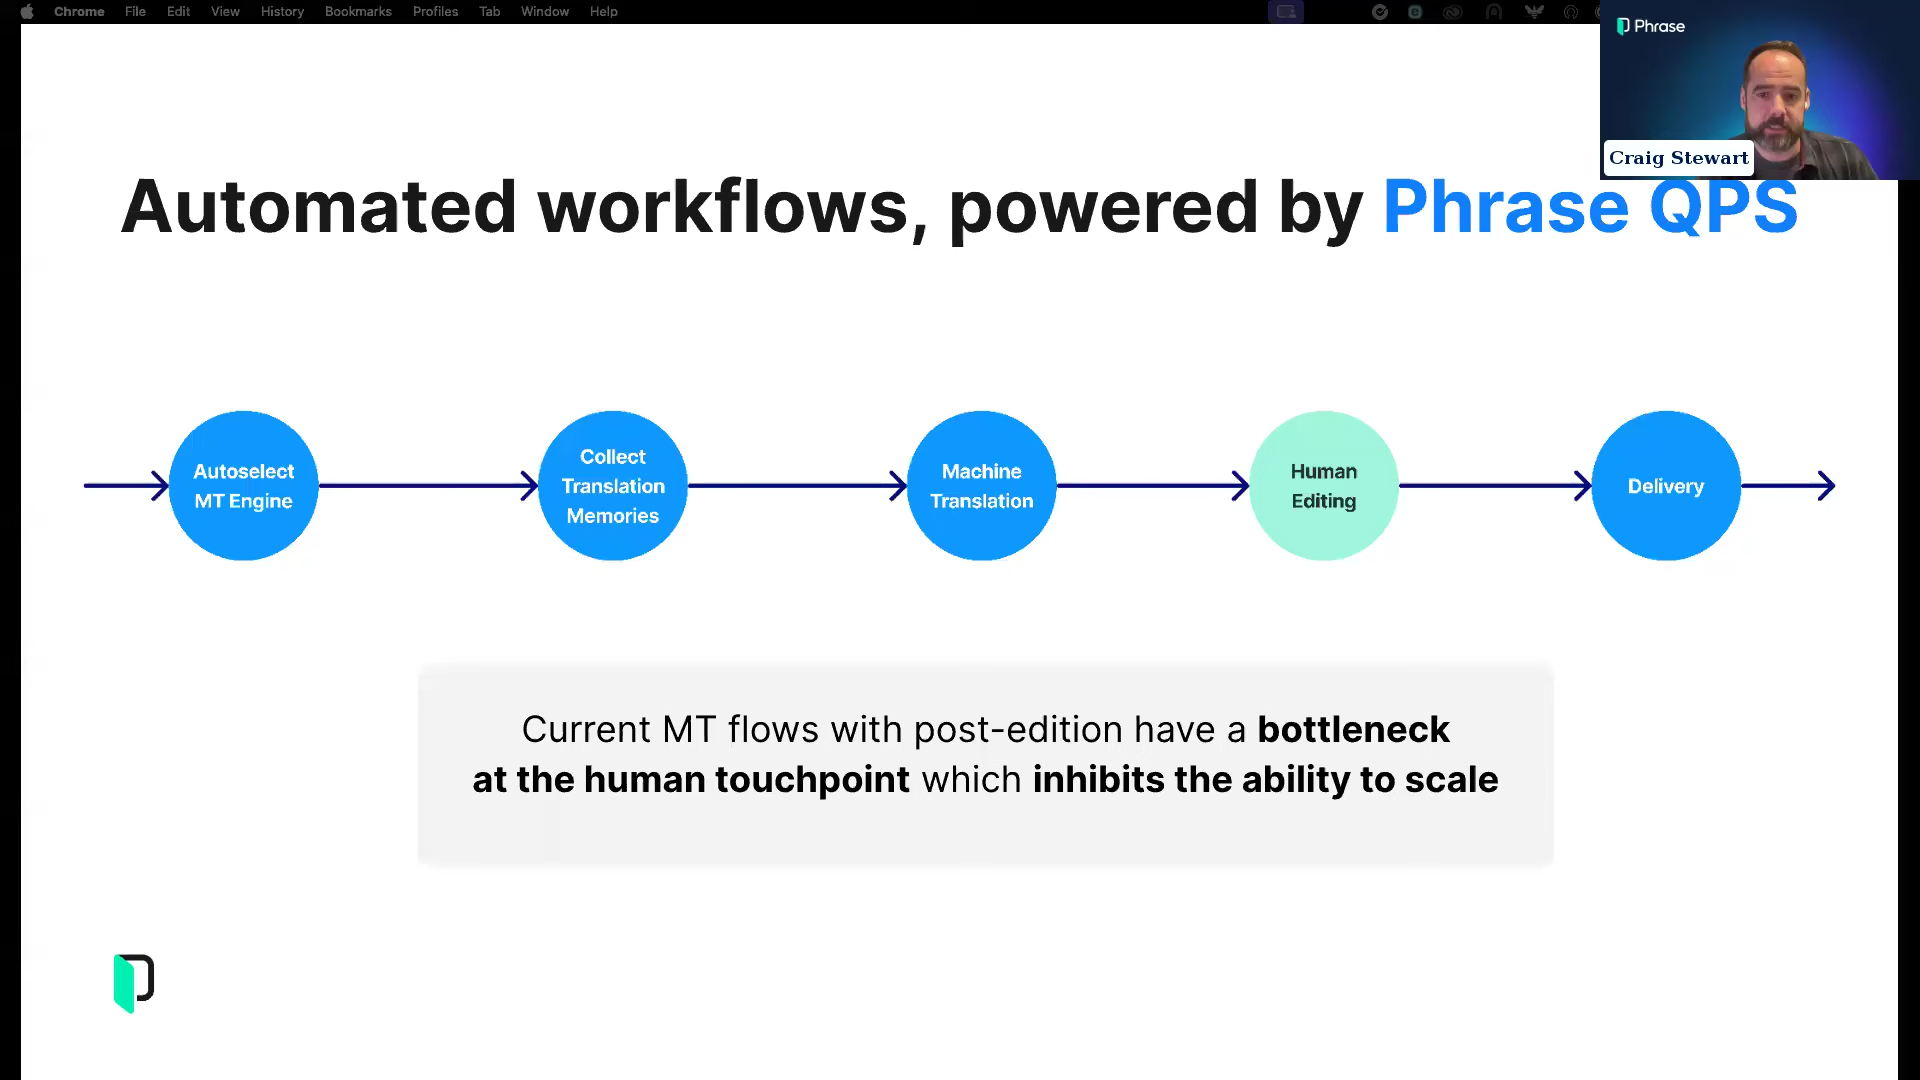 Chrome File Edit View History Bookmarks Profiles Tab Window Help
Phrase
Craig Stewart
Automated workflows, powered by Phrase QPS
Autoselect
MT Engine
Collect
Translation
Memories
Machine
Translation
Human
Editing
Delivery
Current MT flows with post-edition have a bottleneck
at the human touchpoint which inhibits the ability to scale